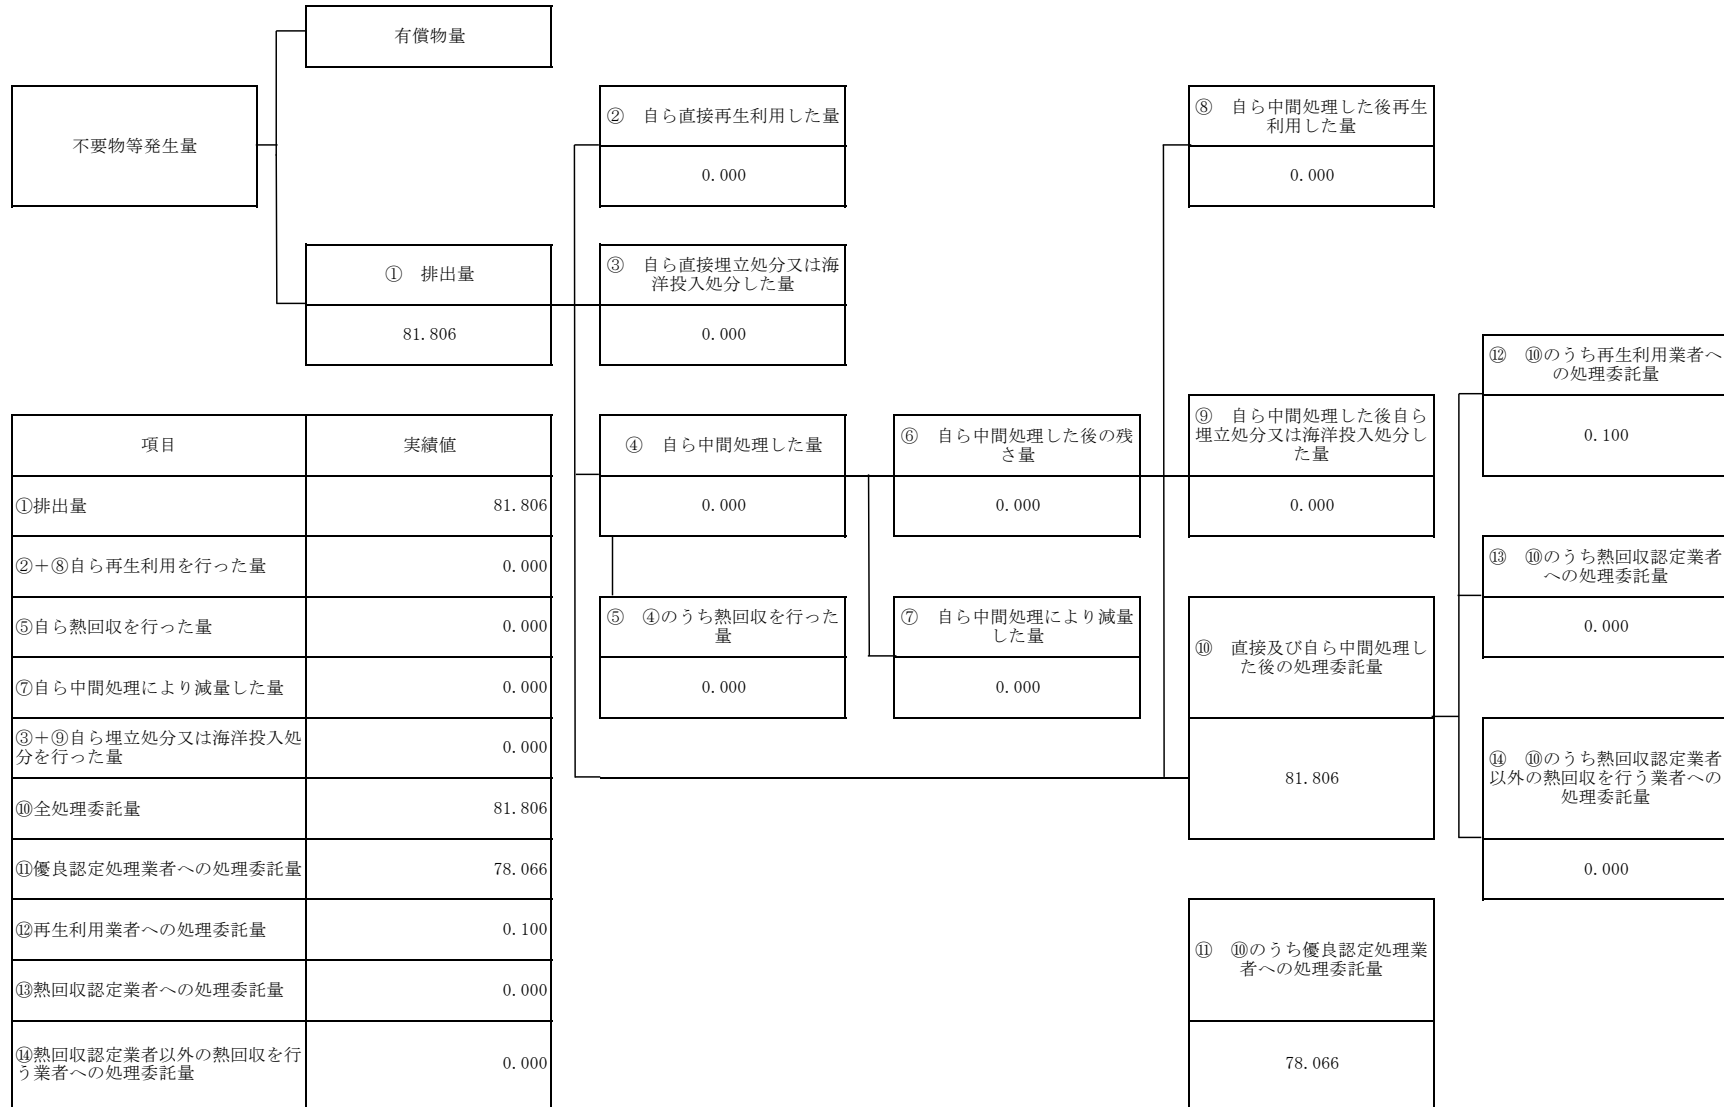 有償物量
不要物等発生量
② 自ら直接再生利用した量
0.000
⑧ 自ら中間処理した後再生
利用した量
0.000
① 排出量
81.806
③ 自ら直接埋立処分又は海
洋投入処分した量
0.000
④ 自ら中間処理した量
0.000
⑥ 自ら中間処理した後の残
さ量
0.000
⑨ 自ら中間処理した後自ら
埋立処分又は海洋投入処分し
た量
0.000
⑤ ④のうち熱回収を行った
量
0.000
⑦ 自ら中間処理により減量
した量
0.000
⑩ 直接及び自ら中間処理し
た後の処理委託量
81.806
⑫ ⑩のうち再生利用業者へ
の処理委託量
0.100
⑬ ⑩のうち熱回収認定業者
への処理委託量
0.000
⑭ ⑩のうち熱回収認定業者
以外の熱回収を行う業者への
処理委託量
0.000
⑪ ⑩のうち優良認定処理業
者への処理委託量
78.066
項目 実績値
①排出量 81.806
②+⑧自ら再生利用を行った量 0.000
⑤自ら熱回収を行った量 0.000
⑦自ら中間処理により減量した量 0.000
③+⑨自ら埋立処分又は海洋投入処
分を行った量 0.000
⑩全処理委託量 81.806
⑪優良認定処理業者への処理委託量 78.066
⑫再生利用業者への処理委託量 0.100
⑬熱回収認定業者への処理委託量 0.000
⑭熱回収認定業者以外の熱回収を行
う業者への処理委託量 0.000